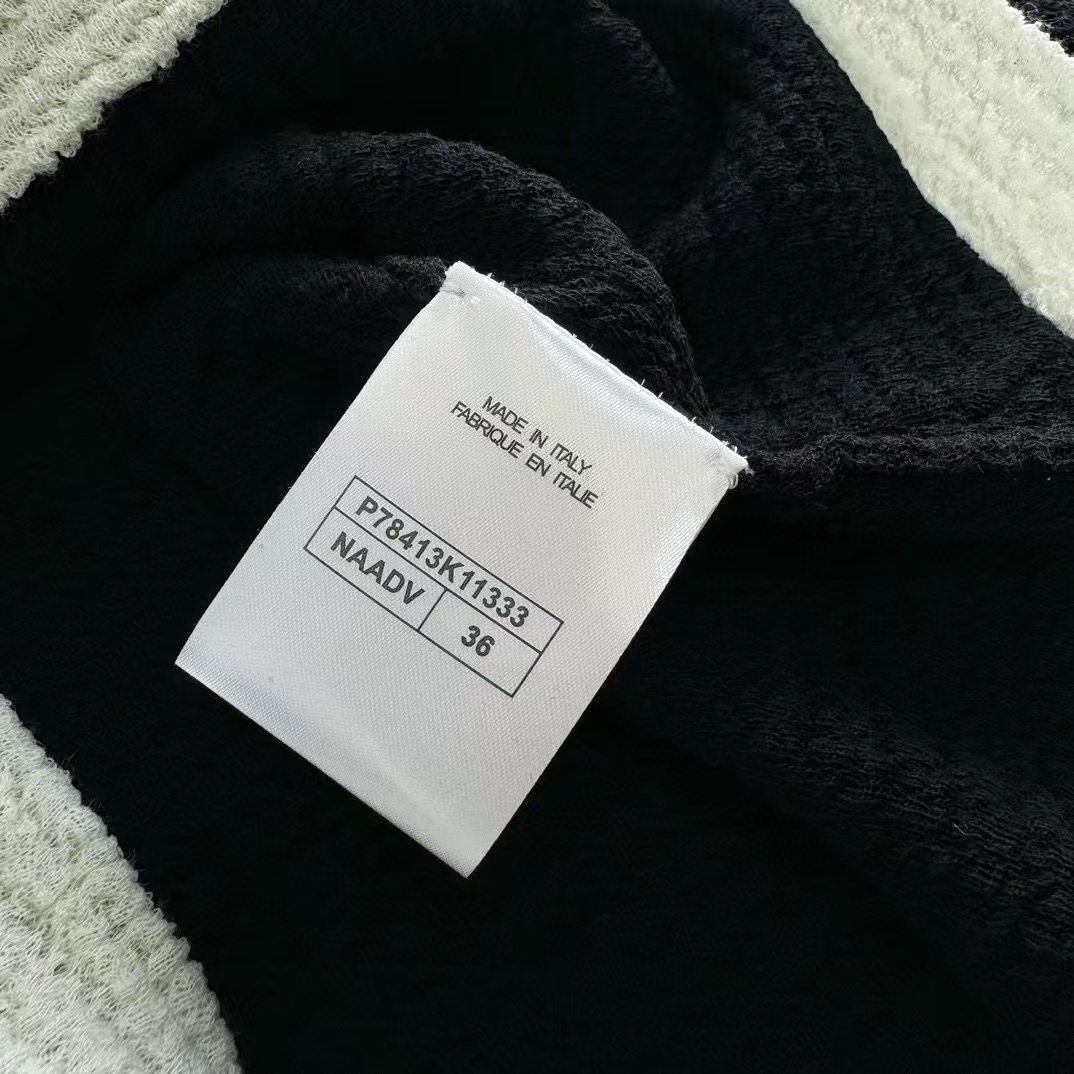 MADE IN ITALY
FABRIQUE EN ITALIE
P78413K11333
NAADV 36